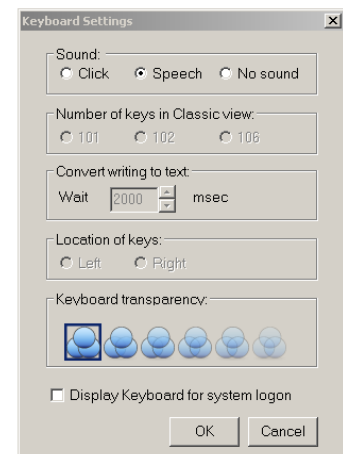 Keyboard Settings
Sound:
Click Speech No sound
Number of keys in Classic view:
101 102 106
Convert writing to text:
Wait 2000 msec
Location of keys:
Left Right
Keyboard transparency:
Display Keyboard for system logon
OK Cancel